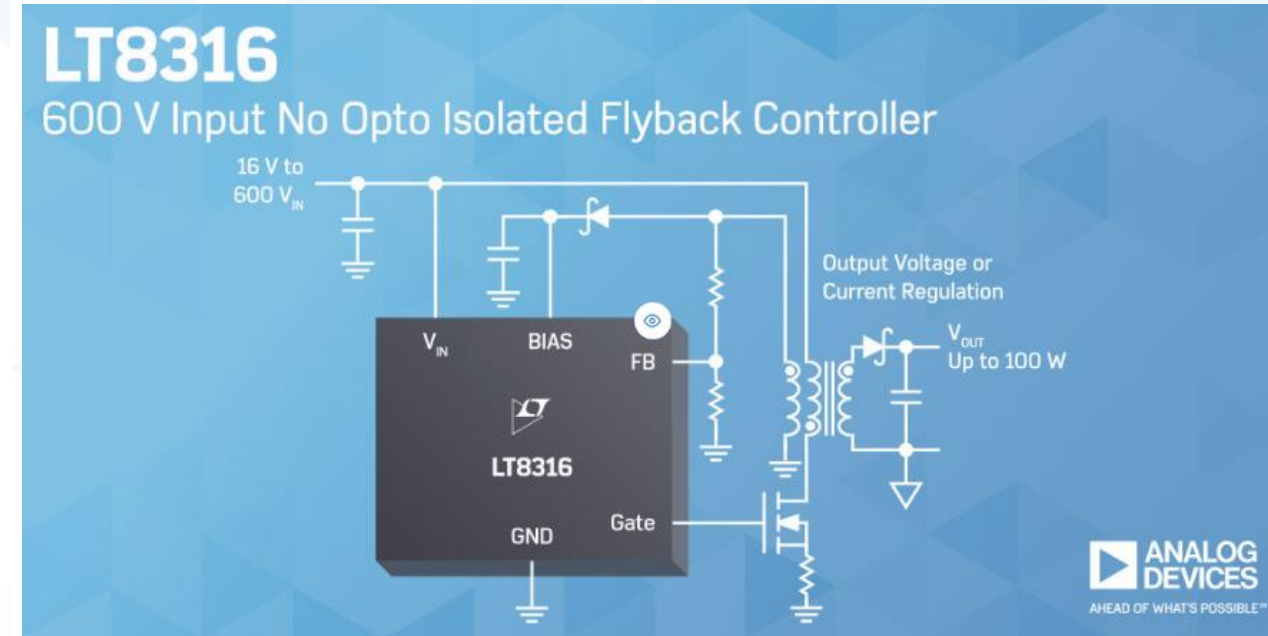 LT8316
600 V Input No Opto Isolated Flyback Controller
16 V to
600 VIN
Output Voltage or
Current Regulation
VIN
BIAS
FB
VOUT
Up to 100 W
LT
LT8316
Gate
GND
ANALOG
DEVICES
AHEAD OF WHAT'S POSSIBLE™